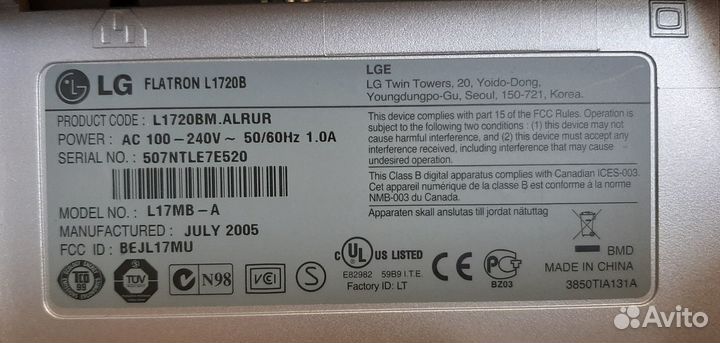 LG FLATRON L1720B
PRODUCT CODE : L1720BM.ALRUR
POWER : AC 100-240V ~ 50/60Hz 1.0A
SERIAL NO. : 507NTLE7E520
MODEL NO. : L17MB-A
MANUFACTURED : JULY 2005
FCC ID : BEJL17MU
LGE
LG Twin Towers, 20, Yoido-Dong,
Youngdungpo-Gu, Seoul, 150-721, Korea.
This device complies with part 15 of the FCC Rules. Operation is
subject to the following two conditions : (1) this device may not
cause harmful interference, and (2) this device must accept
any interference received, including interference that may
cause undesired operation.
This Class B digital apparatus complies with Canadian ICES-003.
Cet appareil numérique de la classe B est conforme à la norme
NMB-003 du Canada.
Apparaten skall anslutas till jordat nätuttag
TCO
99
TÜV
S
N98
VCI
S
C UL US LISTED
E82982 59B9 I.T.E.
Factory ID: LT
CE
PG
BZ03
BMD
MADE IN CHINA
3850TIA131A
Avito